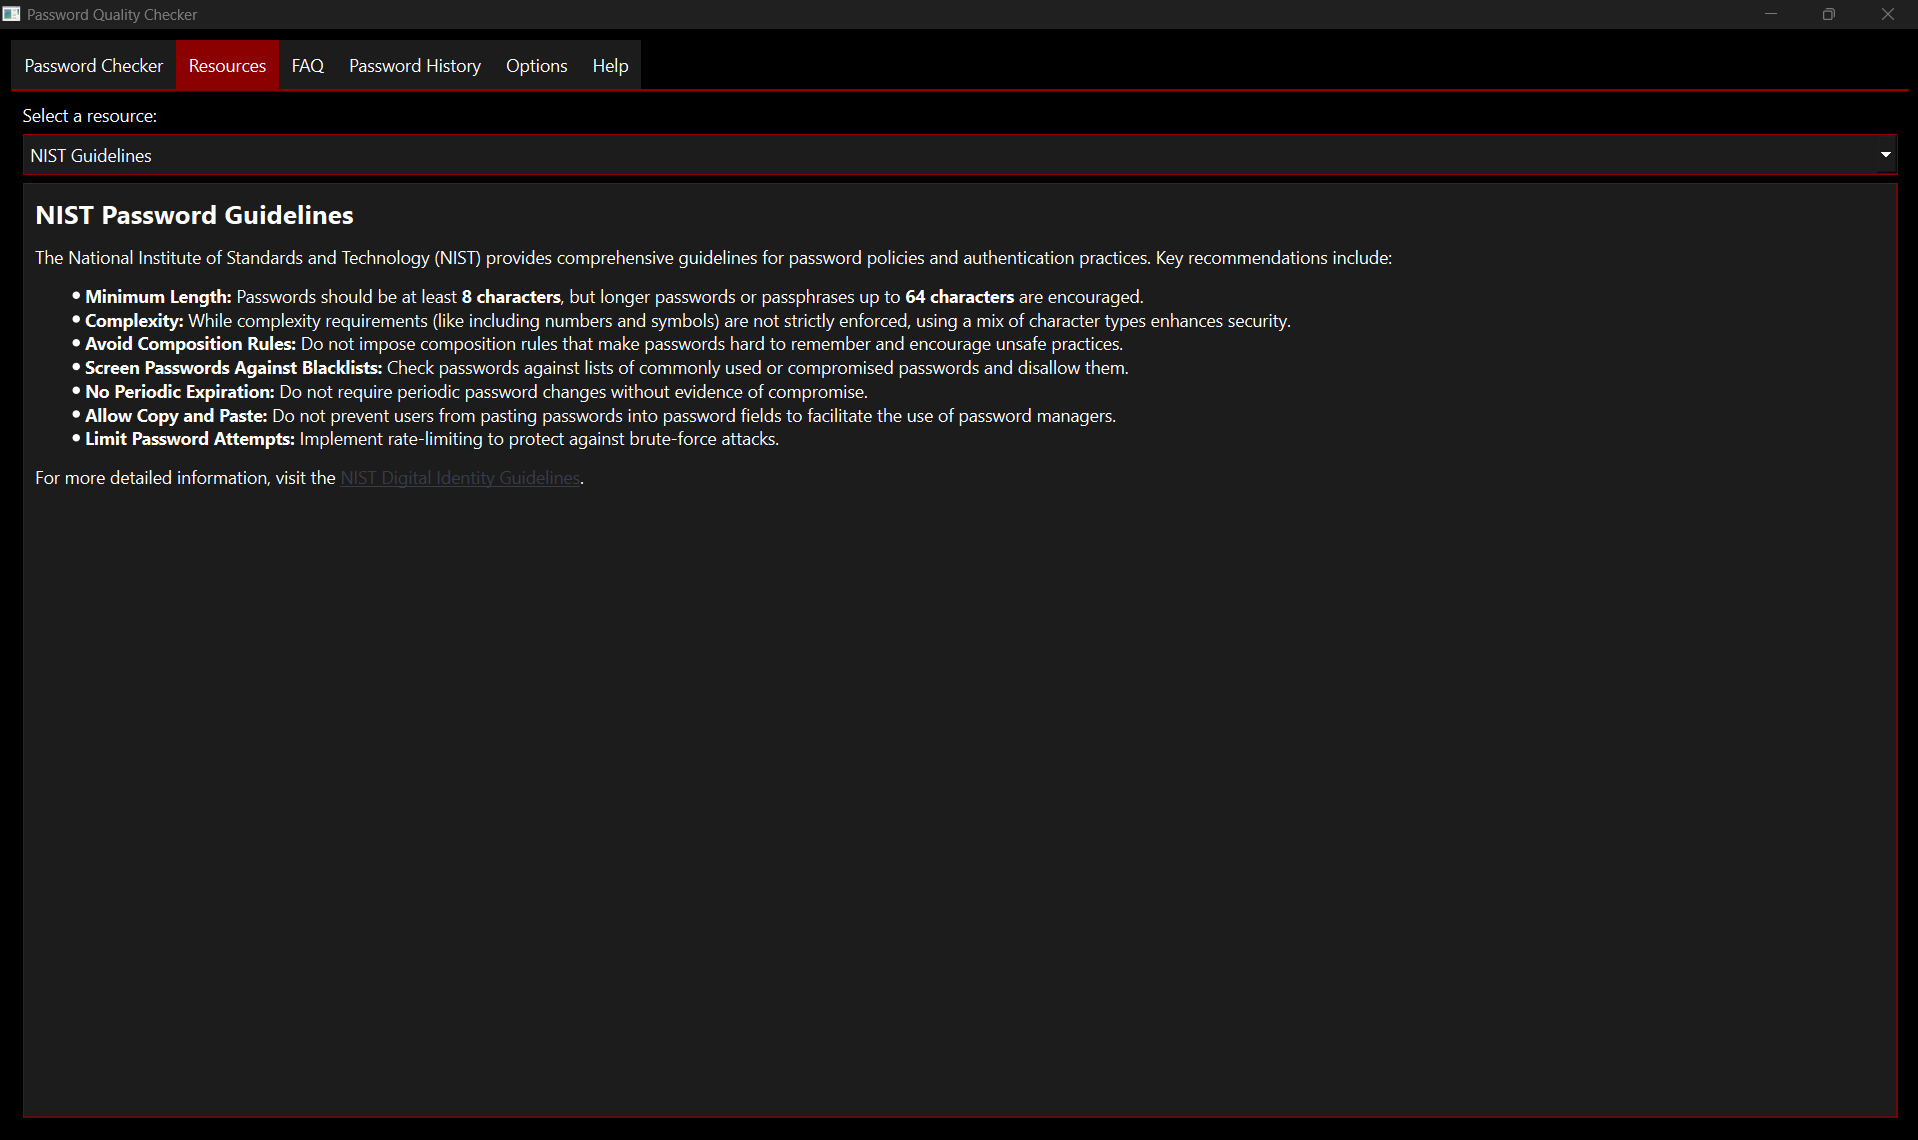 Password Quality Checker
Password Checker Resources FAQ Password History Options Help
Select a resource:
NIST Guidelines
NIST Password Guidelines
The National Institute of Standards and Technology (NIST) provides comprehensive guidelines for password policies and authentication practices. Key recommendations include:
• Minimum Length: Passwords should be at least 8 characters, but longer passwords or passphrases up to 64 characters are encouraged.
• Complexity: While complexity requirements (like including numbers and symbols) are not strictly enforced, using a mix of character types enhances security.
• Avoid Composition Rules: Do not impose composition rules that make passwords hard to remember and encourage unsafe practices.
• Screen Passwords Against Blacklists: Check passwords against lists of commonly used or compromised passwords and disallow them.
• No Periodic Expiration: Do not require periodic password changes without evidence of compromise.
• Allow Copy and Paste: Do not prevent users from pasting passwords into password fields to facilitate the use of password managers.
• Limit Password Attempts: Implement rate-limiting to protect against brute-force attacks.
For more detailed information, visit the NIST Digital Identity Guidelines.